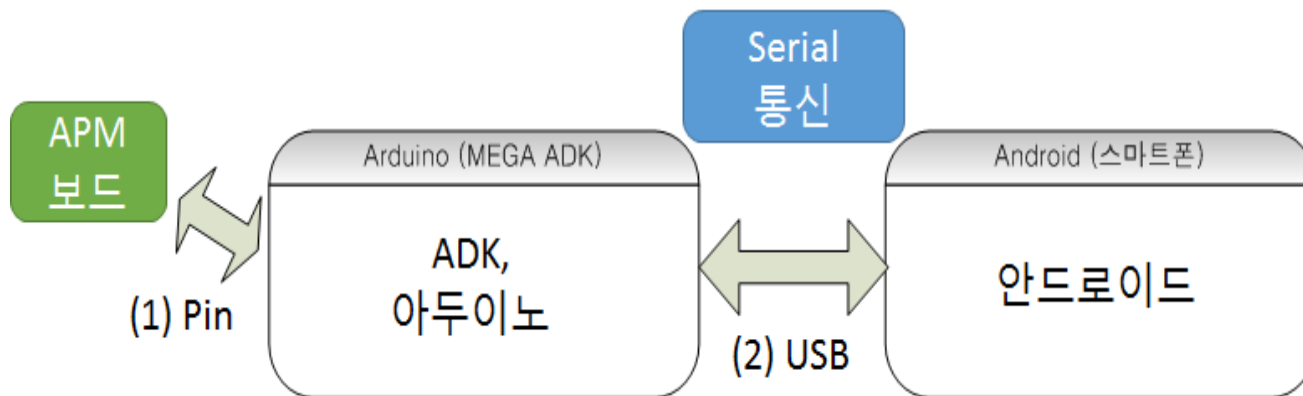 Serial
통신
APM
보드
Arduino (MEGA ADK)
Android (스마트폰)
ADK,
아두이노
안드로이드
(1) Pin
(2) USB